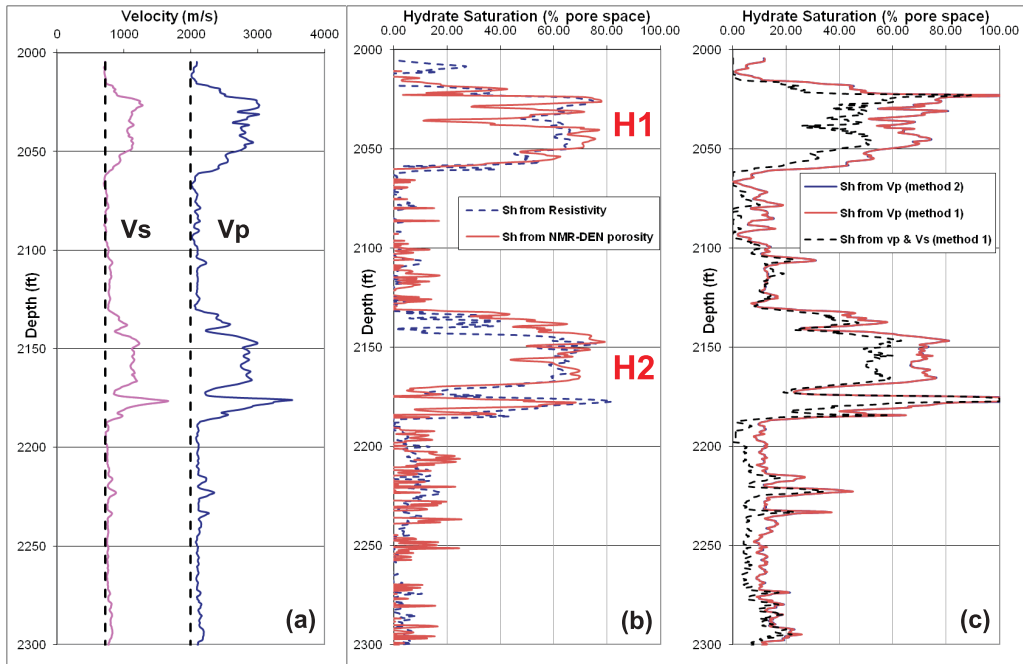 Velocity (m/s)
0 1000 2000 3000 4000
2000
2050
2100
2150
2200
2250
2300
Depth (ft)
Vs Vp
(a)
Hydrate Saturation (% pore space)
0.00 20.00 40.00 60.00 80.00 100.00
2000
2050
2100
2150
2200
2250
2300
Depth (ft)
H1
Sh from Resistivity
Sh from NMR-DEN porosity
H2
(b)
Hydrate Saturation (% pore space)
0.00 20.00 40.00 60.00 80.00 100.00
2000
2050
2100
2150
2200
2250
2300
Depth (ft)
Sh from Vp (method 2)
Sh from Vp (method 1)
Sh from vp & Vs (method 1)
(c)